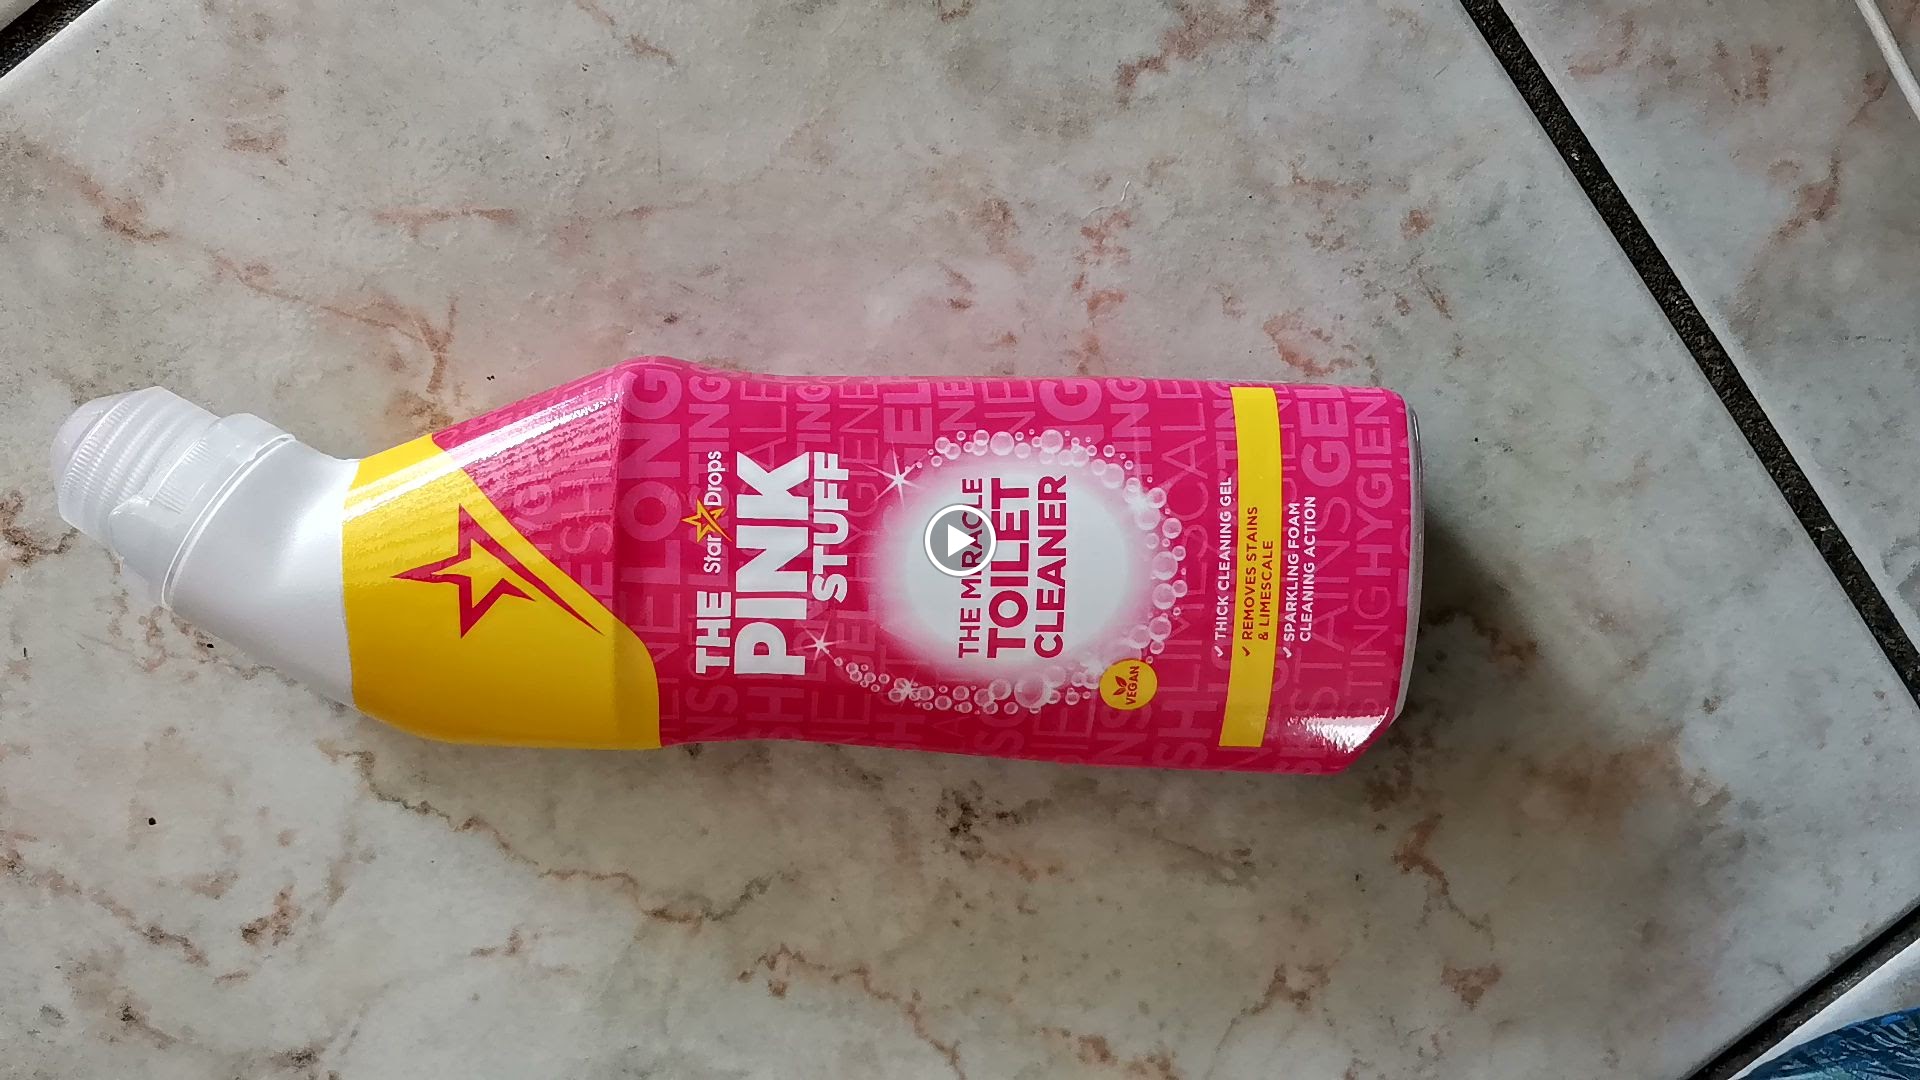 Star Drops
THE
PINK
STUFF
THE MIRACLE
TOILET
CLEANER
VEGAN
✓ THICK CLEANING GEL
✓ REMOVES STAINS
& LIMESCALE
✓ SPARKLING FOAM
CLEANING ACTION